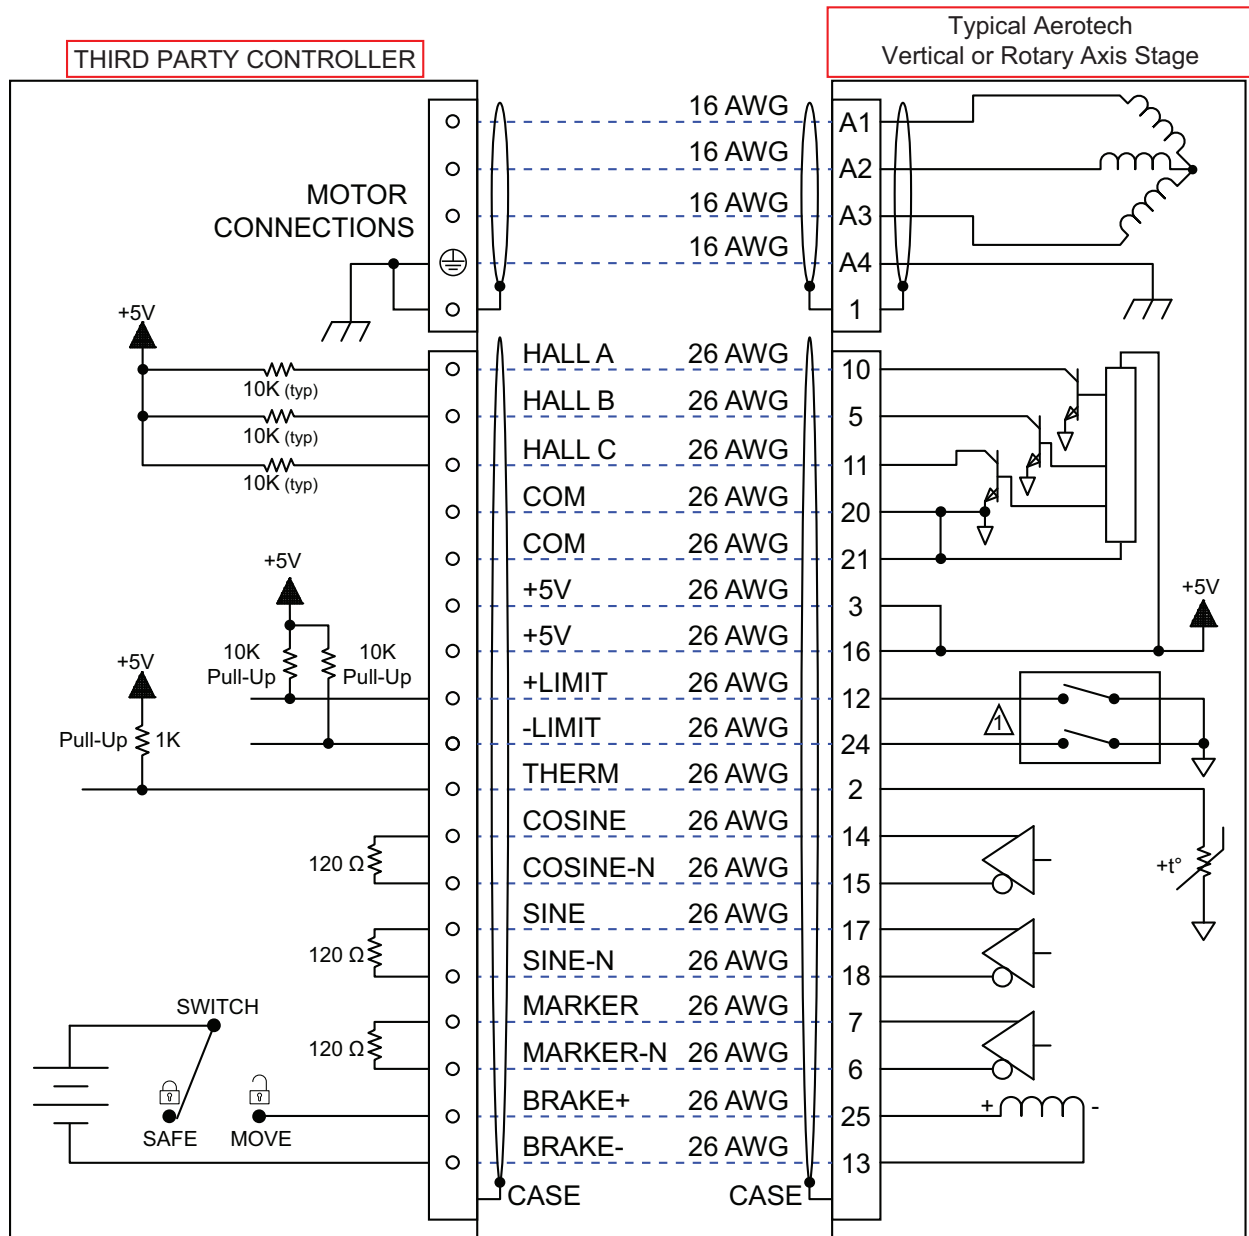 Typical Aerotech
Vertical or Rotary Axis Stage
THIRD PARTY CONTROLLER
MOTOR
CONNECTIONS
16 AWG A1
16 AWG A2
16 AWG A3
16 AWG A4
1
+5V
10K (typ)
10K (typ)
10K (typ)
HALL A 26 AWG 10
HALL B 26 AWG 5
HALL C 26 AWG 11
COM 26 AWG 20
COM 26 AWG 21
+5V 26 AWG 3
+5V 26 AWG 16
+5V
+5V
10K
Pull-Up
10K
Pull-Up
+LIMIT 26 AWG 12
-LIMIT 26 AWG 24
1
+5V
Pull-Up 1K
THERM 26 AWG 2
+t°
COSINE 26 AWG 14
120 Ω
COSINE-N 26 AWG 15
SINE 26 AWG 17
120 Ω
SINE-N 26 AWG 18
MARKER 26 AWG 7
120 Ω
MARKER-N 26 AWG 6
SWITCH
SAFE MOVE
BRAKE+ 26 AWG 25
+ -
BRAKE- 26 AWG 13
CASE CASE